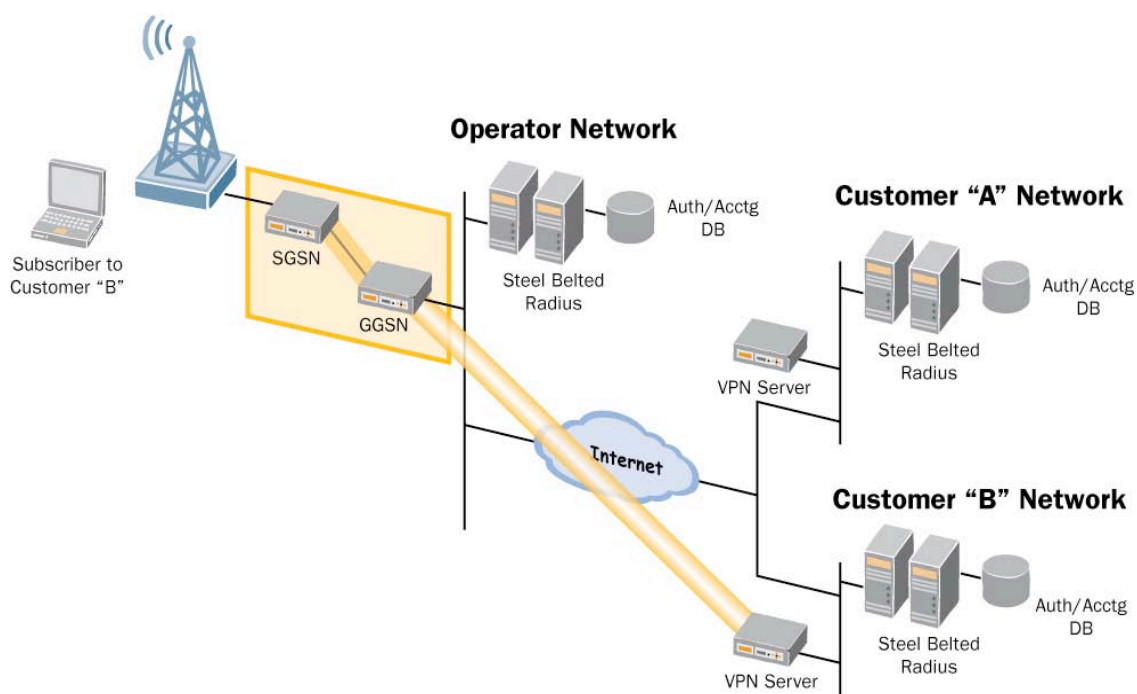 Operator Network
Auth/Acctg
DB
Steel Belted
Radius
Subscriber to
Customer “B”
SGSN
GGSN
Customer “A” Network
Auth/Acctg
DB
Steel Belted
Radius
VPN Server
Internet
Customer “B” Network
Auth/Acctg
DB
Steel Belted
Radius
VPN Server